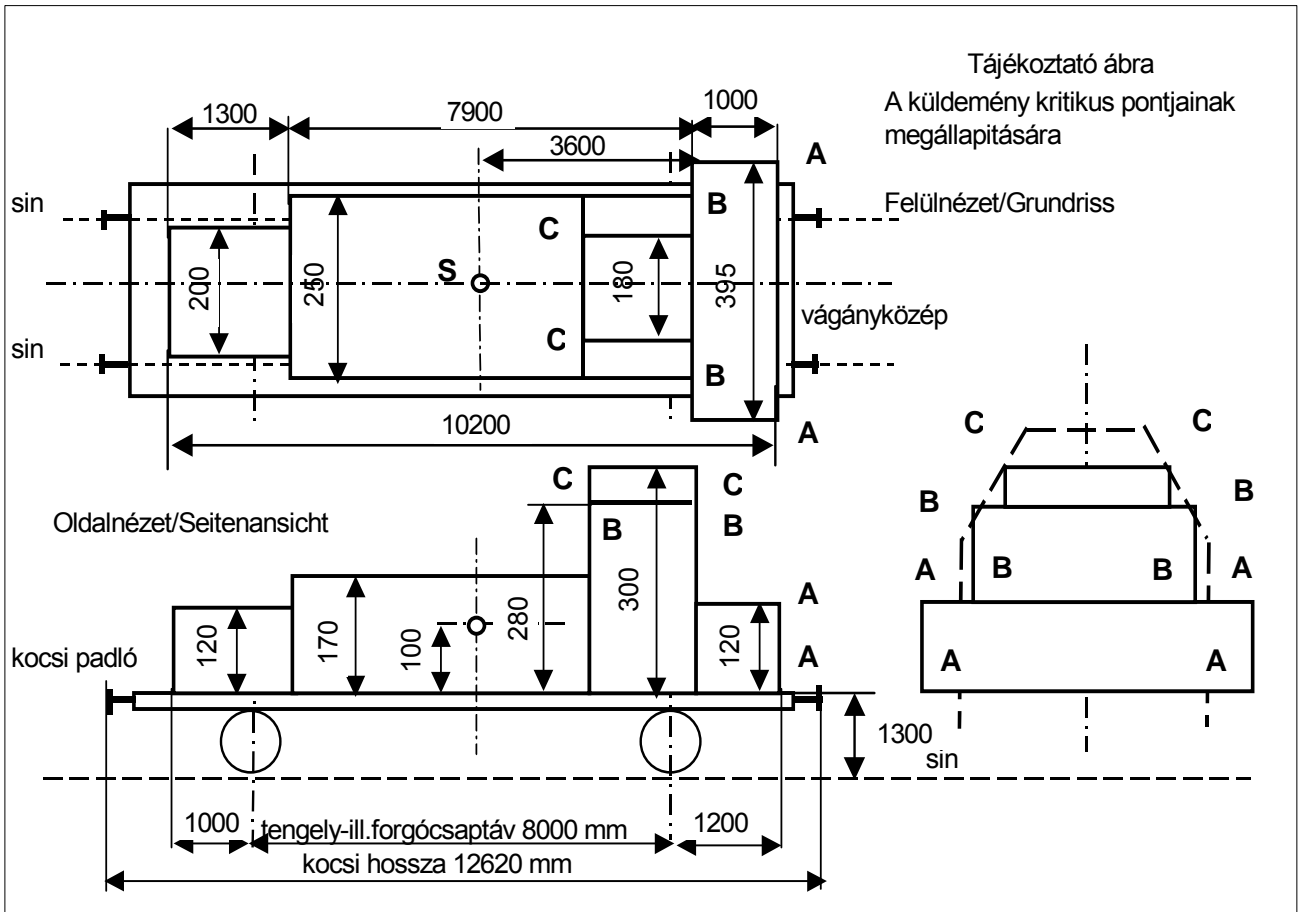 Tájékoztató ábra
A küldemény kritikus pontjainak
megállapitására
1300
7900
1000
3600
A
sin
B
Felülnézet/Grundriss
C
200
250
S
180
395
vágányközép
C
sin
B
10200
A
C
C
C
C
Oldalnézet/Seitenansicht
B
B
B
B
A
B
B
A
A
120
170
100
280
300
120
kocsi padló
A
A
A
1300
sin
1000
tengely-ill.forgócsaptáv 8000 mm
1200
kocsi hossza 12620 mm